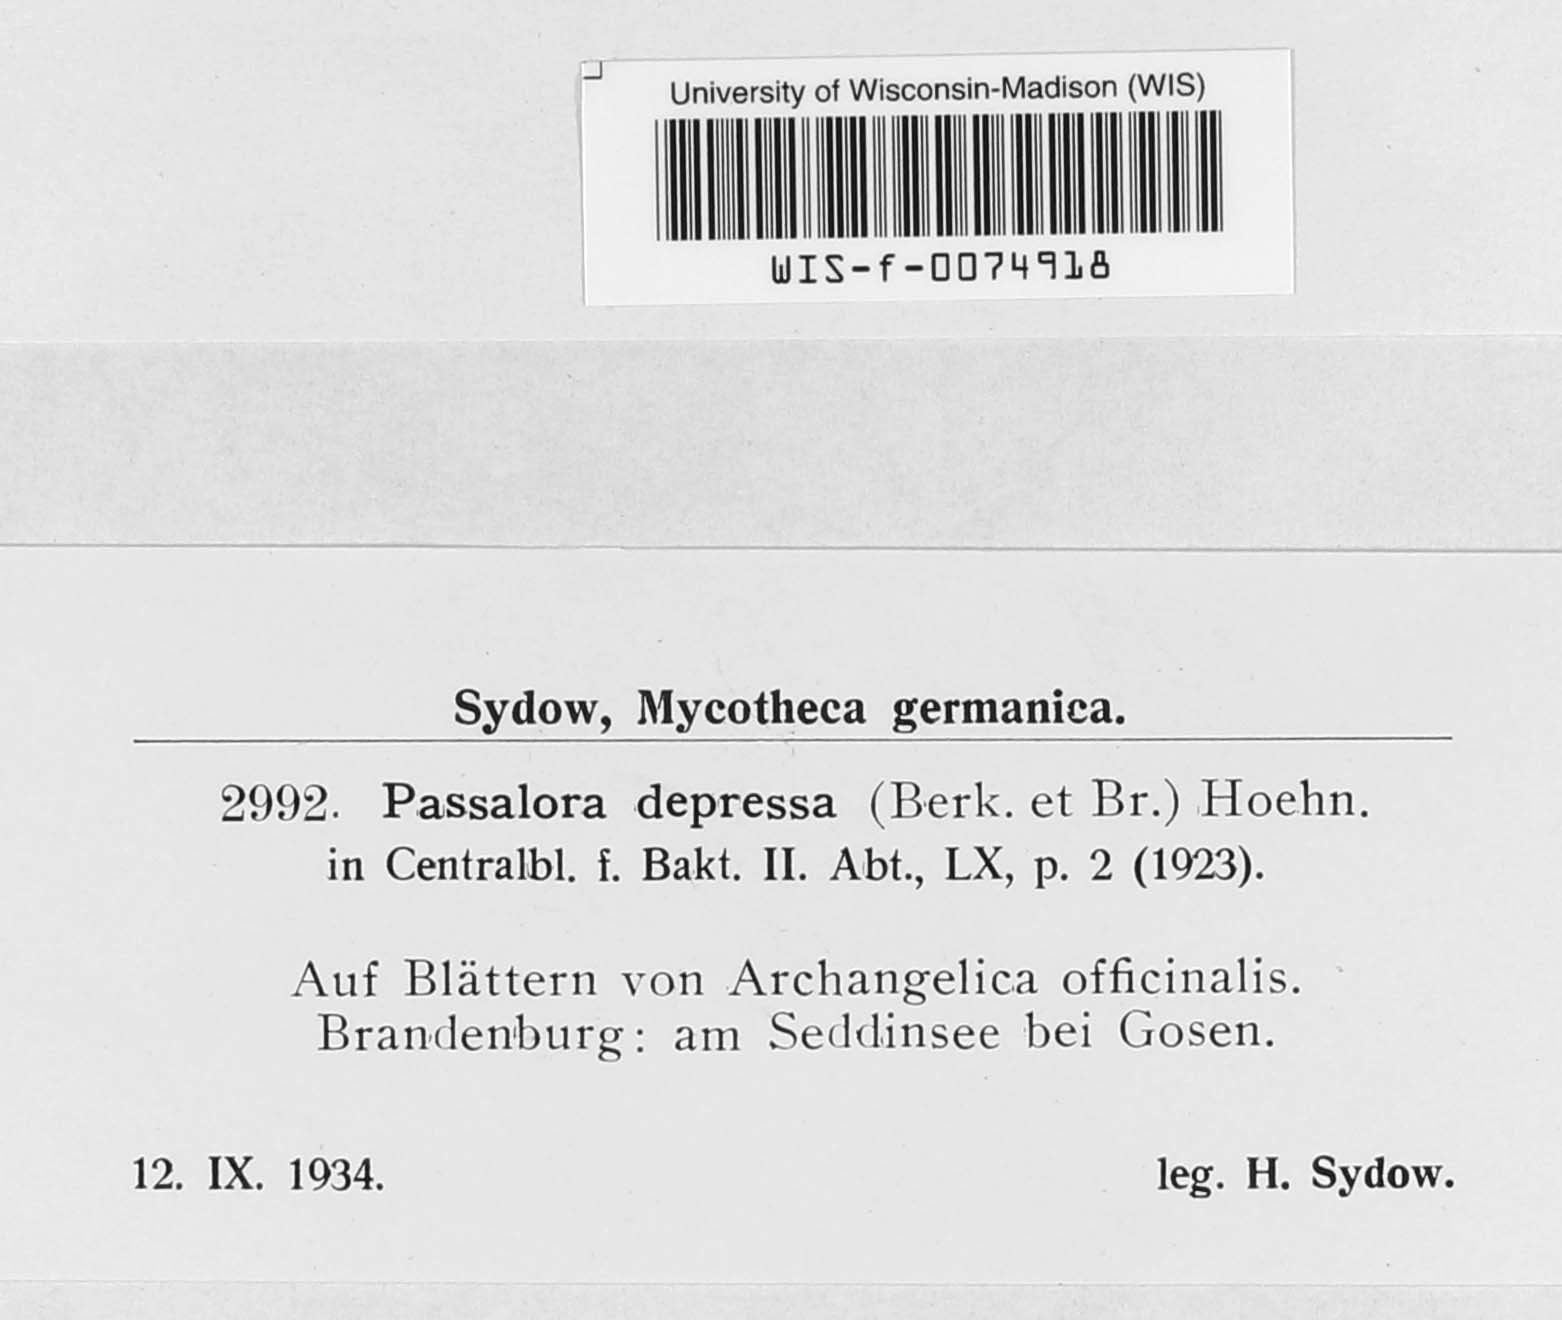 University of Wisconsin-Madison (WIS)
WIS-f-0074918
Sydow, Mycotheca germanica.
2992. Passalora depressa (Berk. et Br.) Hoehn.
in Centralbl. f. Bakt. II. Abt., LX, p. 2 (1923).
Auf Blättern von Archangelica officinalis.
Brandenburg: am Seddinsee bei Gosen.
12. IX. 1934. leg. H. Sydow.